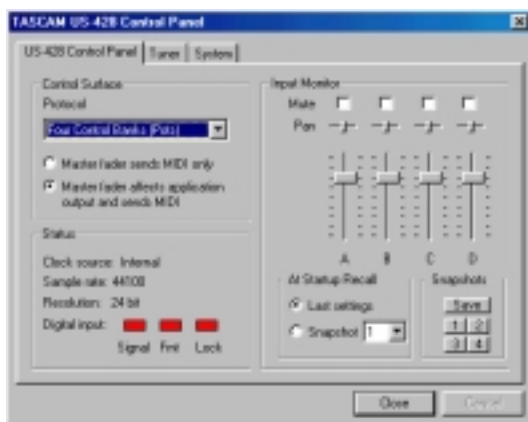 TASCAM US-428 Control Panel
US-428 Control Panel
Tuner
System
Control Surface
Protocol
Four Control Banks (Pots)
Master fader sends MIDI only
Master fader affects application
output and sends MIDI
Status
Clock source: Internal
Sample rate: 44100
Resolution: 24 bit
Digital input:
Signal Fmt Lock
Input Monitor
Mute
Pan
A B C D
At Startup Recall
Last settings
Snapshot 1
Snapshots
Save
1 2
3 4
Close
Cancel